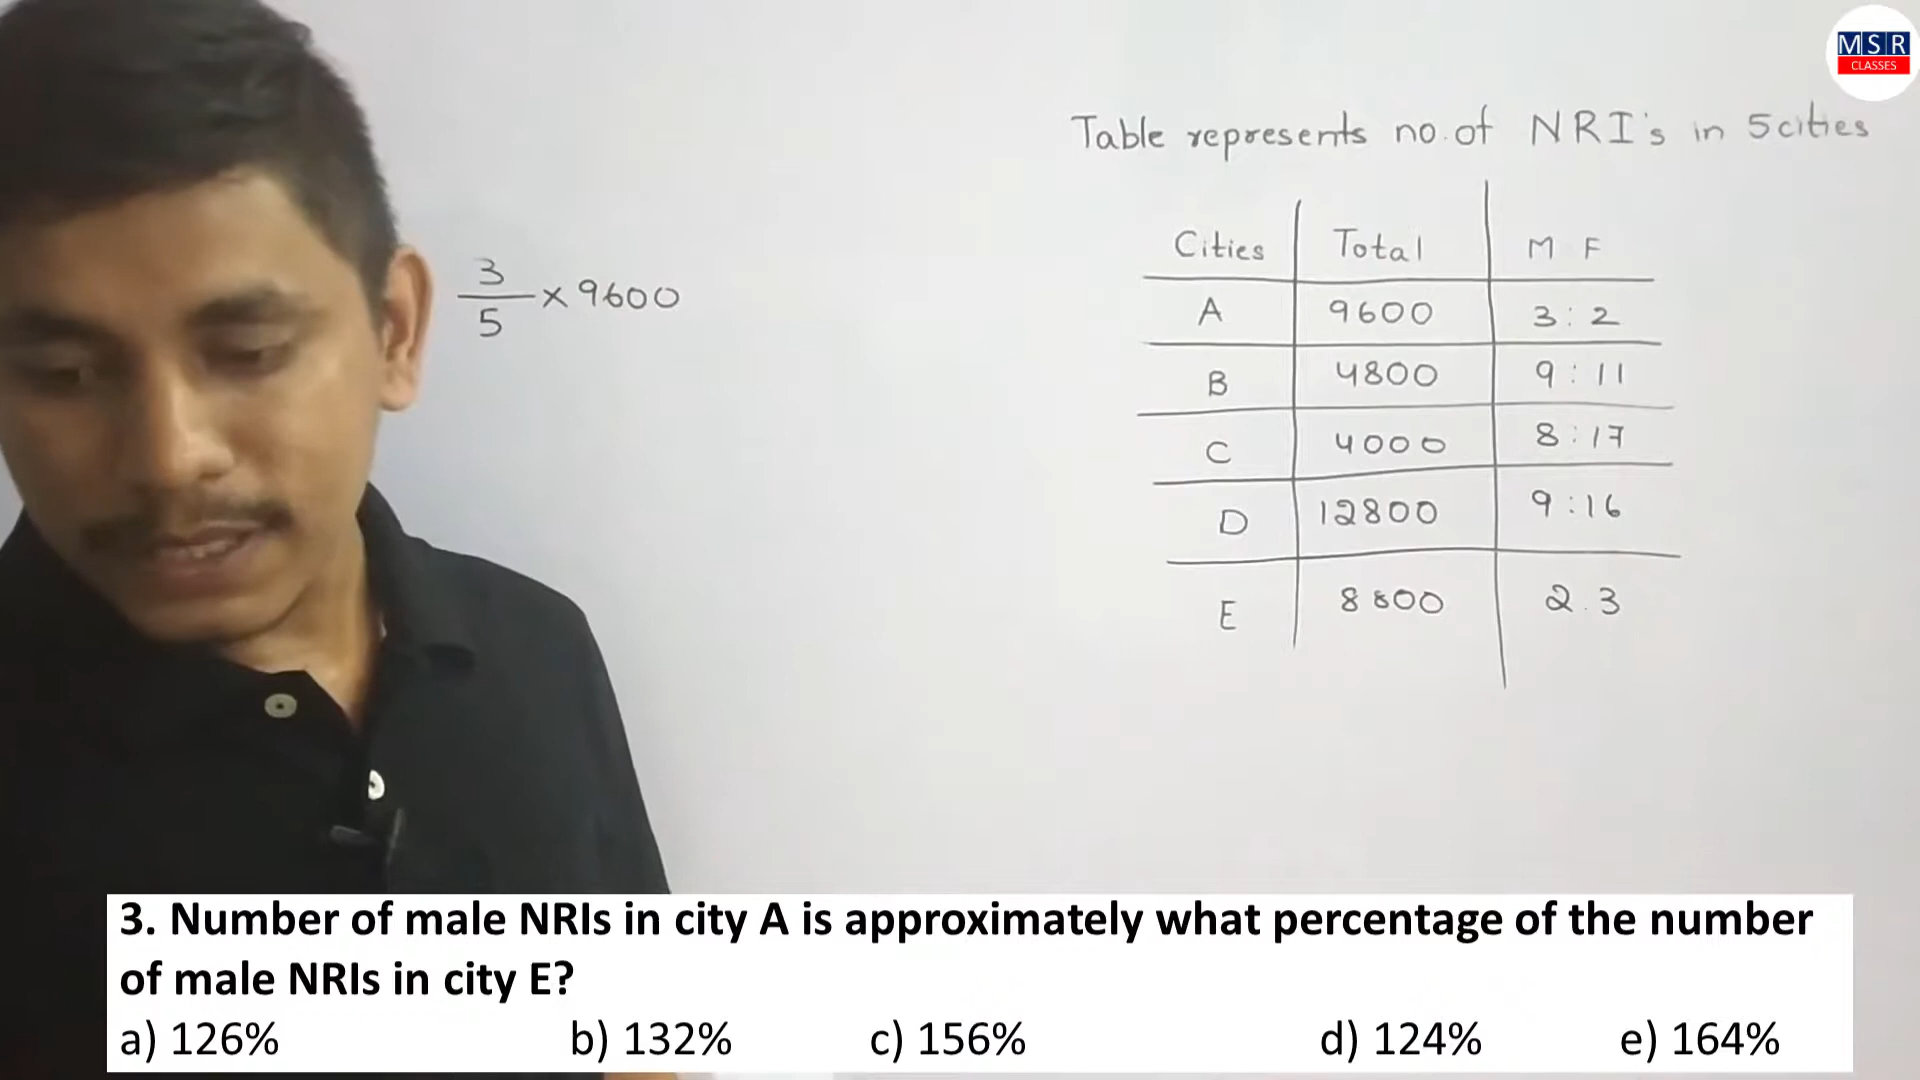 MSR
CLASSES
Table represents no. of NRI's in 5 cities
Cities Total M F
A 9600 3 : 2
B 4800 9 : 11
C 4000 8 : 17
D 12800 9 : 16
E 8800 2 . 3
3
5
× 9600
3. Number of male NRIs in city A is approximately what percentage of the number
of male NRIs in city E?
a) 126% b) 132% c) 156% d) 124% e) 164%